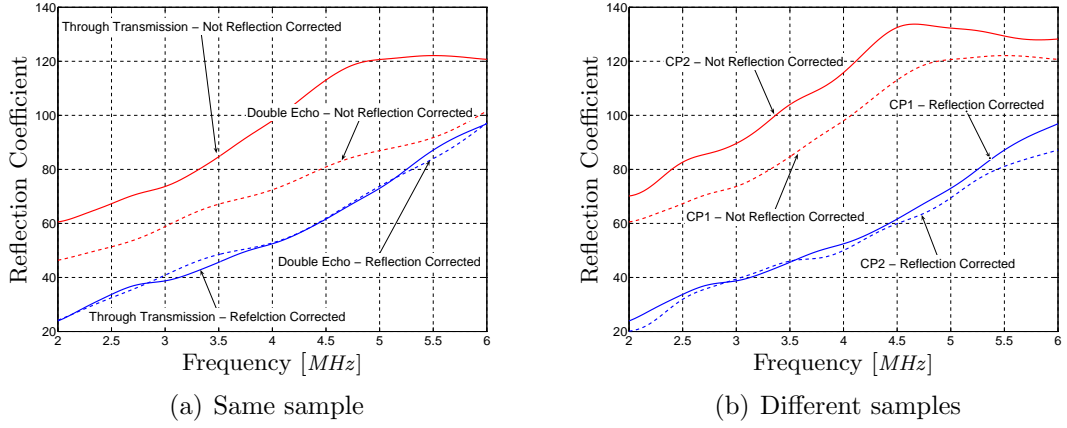 140
120
100
80
60
40
20
2 2.5 3 3.5 4 4.5 5 5.5 6
Reflection Coefficient
Frequency [MHz]
Through Transmission – Not Reflection Corrected
Double Echo – Not Reflection Corrected
Double Echo – Reflection Corrected
Through Transmission – Refelction Corrected
(a) Same sample
140
120
100
80
60
40
20
2 2.5 3 3.5 4 4.5 5 5.5 6
Reflection Coefficient
Frequency [MHz]
CP2 – Not Reflection Corrected
CP1 – Reflection Corrected
CP1 – Not Reflection Corrected
CP2 – Reflection Corrected
(b) Different samples